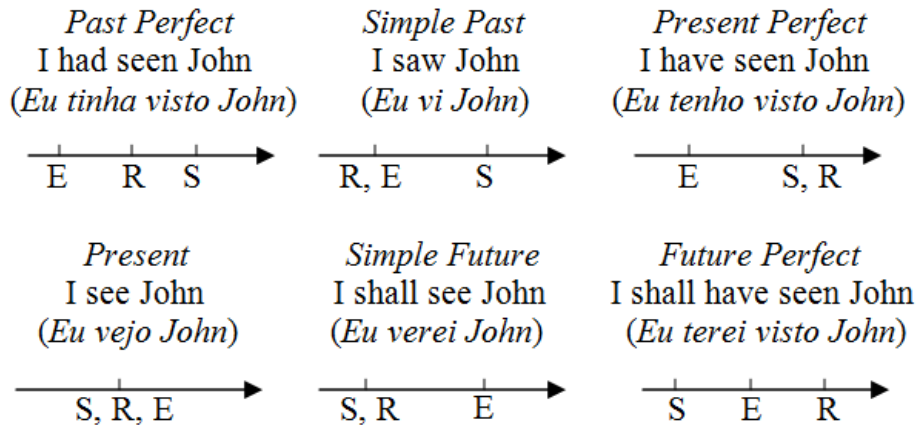 Past Perfect
I had seen John
(Eu tinha visto John)
E R S
Simple Past
I saw John
(Eu vi John)
R, E S
Present Perfect
I have seen John
(Eu tenho visto John)
E S, R
Present
I see John
(Eu vejo John)
S, R, E
Simple Future
I shall see John
(Eu verei John)
S, R E
Future Perfect
I shall have seen John
(Eu terei visto John)
S E R